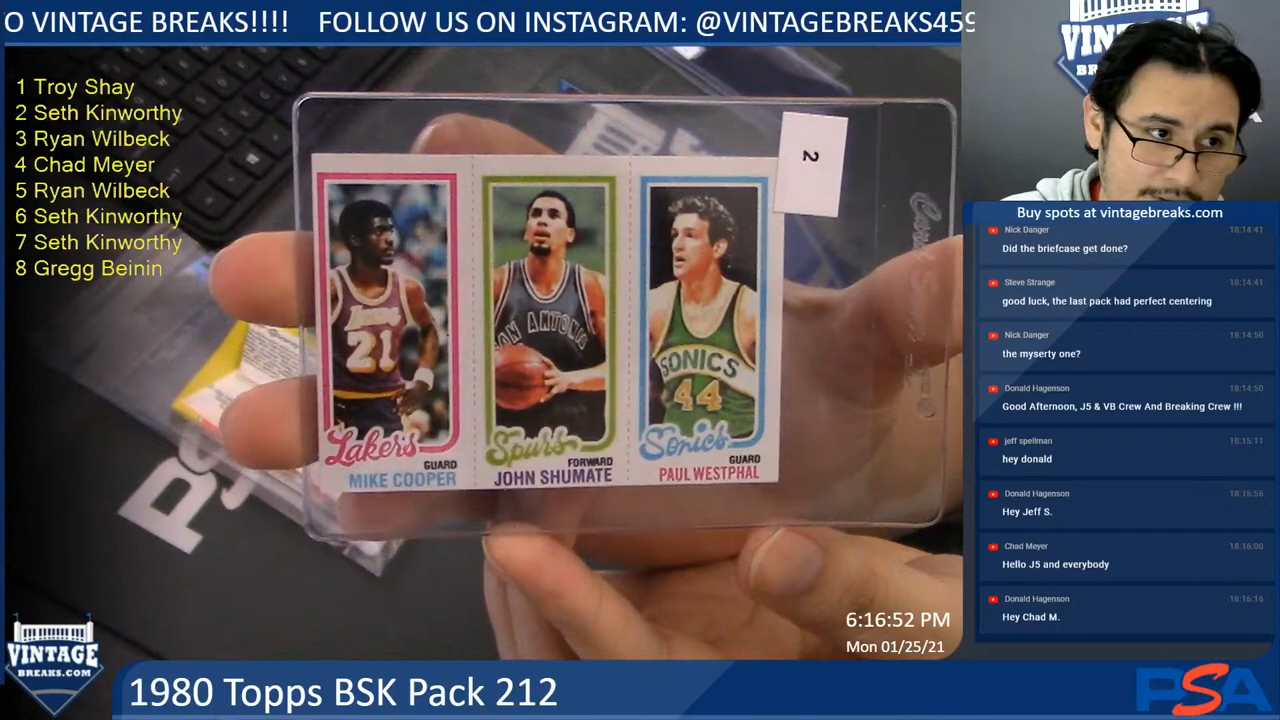 O VINTAGE BREAKS!!!! FOLLOW US ON INSTAGRAM: @VINTAGEBREAKS459
1 Troy Shay
2 Seth Kinworthy
3 Ryan Wilbeck
4 Chad Meyer
5 Ryan Wilbeck
6 Seth Kinworthy
7 Seth Kinworthy
8 Gregg Beinin
2
21
SAN ANTONIO
SONICS
44
Lakers
GUARD
MIKE COOPER
Spurs
FORWARD
JOHN SHUMATE
Sonics
GUARD
PAUL WESTPHAL
6:16:52 PM
Mon 01/25/21
VINTAGE
BREAKS.COM
1980 Topps BSK Pack 212
PSA
Buy spots at vintagebreaks.com
Nick Danger 18:14:41
Did the briefcase get done?
Steve Strange 18:14:41
good luck, the last pack had perfect centering
Nick Danger 18:14:50
the myserty one?
Donald Hagenson 18:14:50
Good Afternoon, J5 & VB Crew And Breaking Crew !!!
jeff spellman 18:15:11
hey donald
Donald Hagenson 18:15:56
Hey Jeff S.
Chad Meyer 18:16:00
Hello J5 and everybody
Donald Hagenson 18:16:16
Hey Chad M.